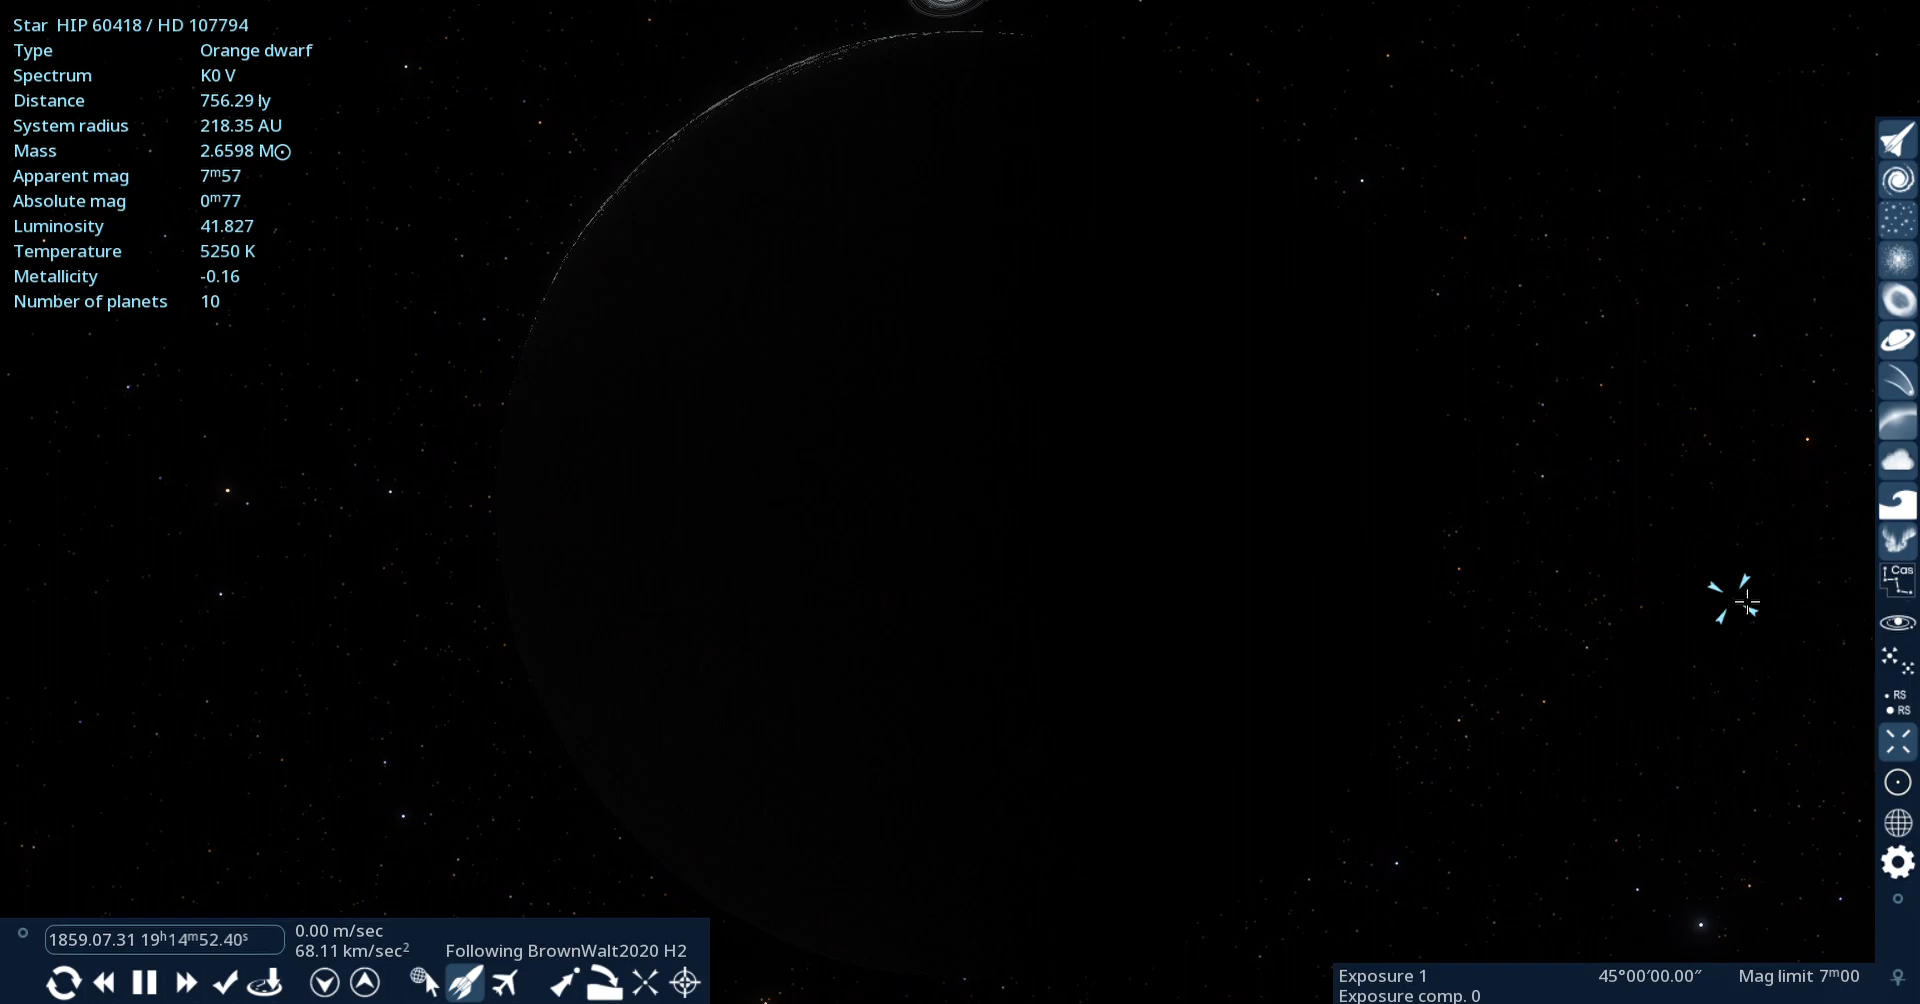 Star HIP 60418 / HD 107794
Type Orange dwarf
Spectrum K0 V
Distance 756.29 ly
System radius 218.35 AU
Mass 2.6598 M☉
Apparent mag 7ᵐ57
Absolute mag 0ᵐ77
Luminosity 41.827
Temperature 5250 K
Metallicity -0.16
Number of planets 10
Cas
RS
RS
1859.07.31 19ʰ14ᵐ52.40ˢ
0.00 m/sec
68.11 km/sec²
Following BrownWalt2020 H2
Exposure 1 45°00′00.00″ Mag limit 7ᵐ00
Exposure comp. 0